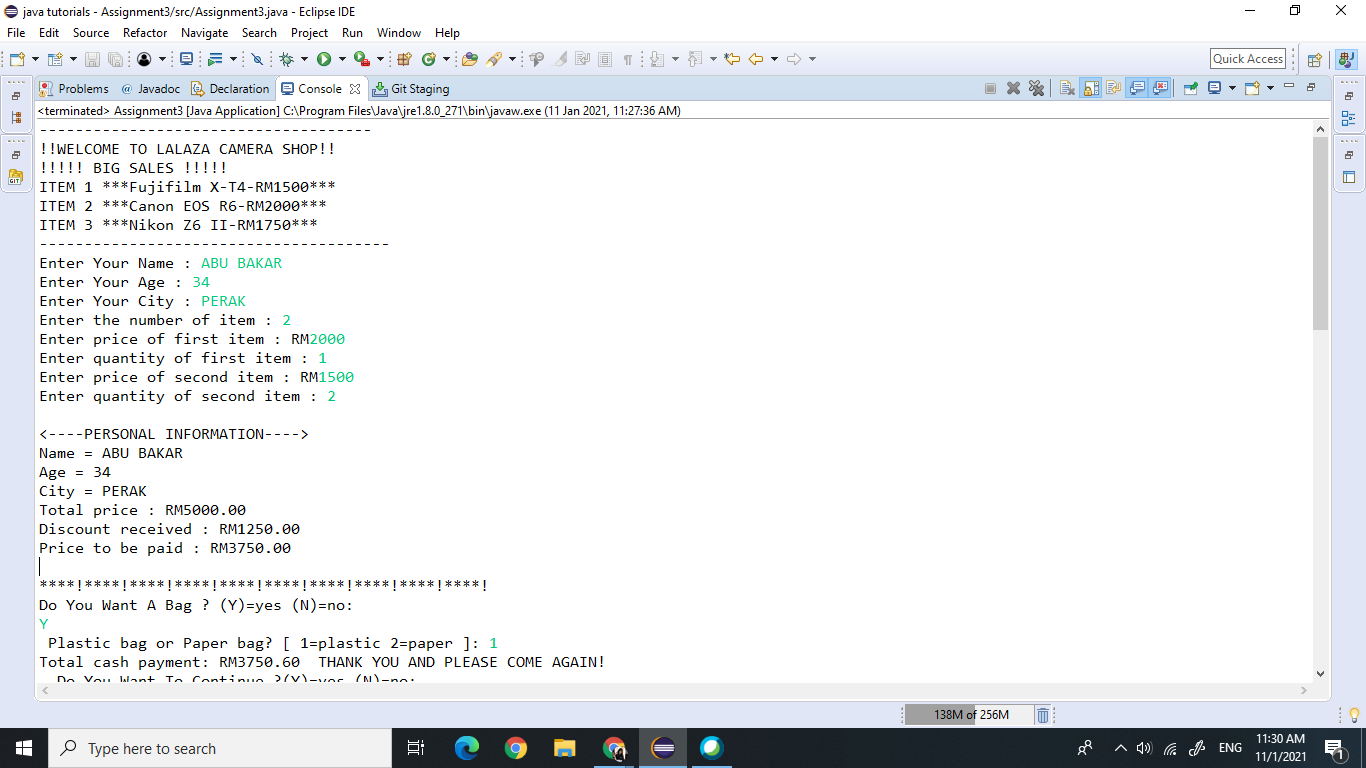 java tutorials - Assignment3/src/Assignment3.java - Eclipse IDE
File Edit Source Refactor Navigate Search Project Run Window Help
Quick Access
Problems @ Javadoc Declaration Console Git Staging
<terminated> Assignment3 [Java Application] C:\Program Files\Java\jre1.8.0_271\bin\javaw.exe (11 Jan 2021, 11:27:36 AM)
-------------------------------------
!!WELCOME TO LALAZA CAMERA SHOP!!
!!!!! BIG SALES !!!!!
ITEM 1 ***Fujifilm X-T4-RM1500***
ITEM 2 ***Canon EOS R6-RM2000***
ITEM 3 ***Nikon Z6 II-RM1750***
---------------------------------------
Enter Your Name : ABU BAKAR
Enter Your Age : 34
Enter Your City : PERAK
Enter the number of item : 2
Enter price of first item : RM2000
Enter quantity of first item : 1
Enter price of second item : RM1500
Enter quantity of second item : 2
<----PERSONAL INFORMATION---->
Name = ABU BAKAR
Age = 34
City = PERAK
Total price : RM5000.00
Discount received : RM1250.00
Price to be paid : RM3750.00
****!****!****!****!****!****!****!****!****!****!
Do You Want A Bag ? (Y)=yes (N)=no:
Y
Plastic bag or Paper bag? [ 1=plastic 2=paper ]: 1
Total cash payment: RM3750.60  THANK YOU AND PLEASE COME AGAIN!
Do You Want To Continue ?(Y)=yes (N)=no:
138M of 256M
Type here to search
ENG
11:30 AM
11/1/2021
1
GIT